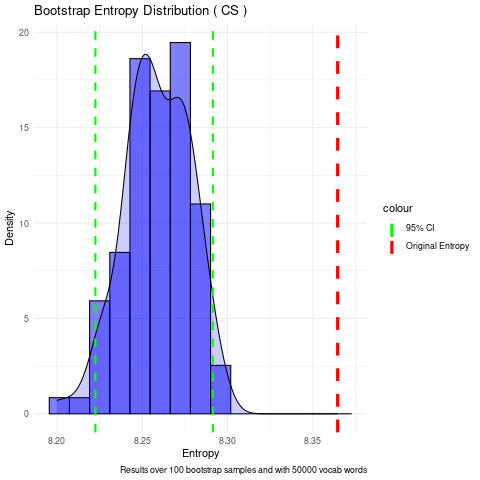 Bootstrap Entropy Distribution ( CS )
20
15
10
5
0
Density
8.20
8.25
8.30
8.35
Entropy
colour
95% CI
Original Entropy
Results over 100 bootstrap samples and with 50000 vocab words